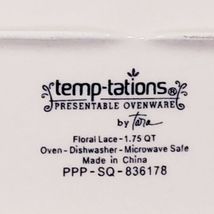 temp-tations®
PRESENTABLE OVENWARE
by Tara
Floral Lace - 1.75 QT
Oven - Dishwasher - Microwave Safe
Made in China
PPP - SQ - 836178